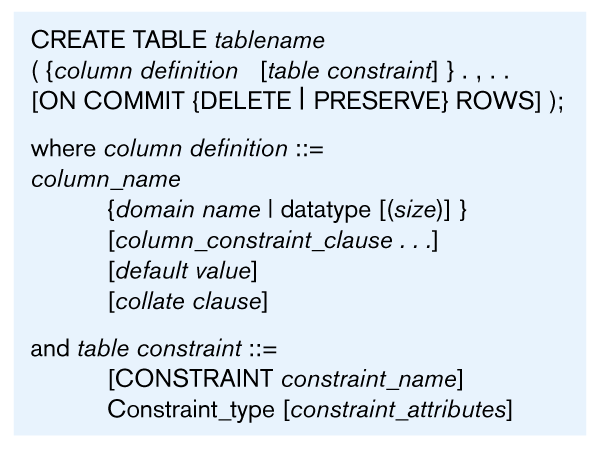 CREATE TABLE tablename
( {column definition [table constraint] } . , . .
[ON COMMIT {DELETE | PRESERVE} ROWS] );
where column definition ::=
column_name
{domain name | datatype [(size)] }
[column_constraint_clause . . .]
[default value]
[collate clause]
and table constraint ::=
[CONSTRAINT constraint_name]
Constraint_type [constraint_attributes]